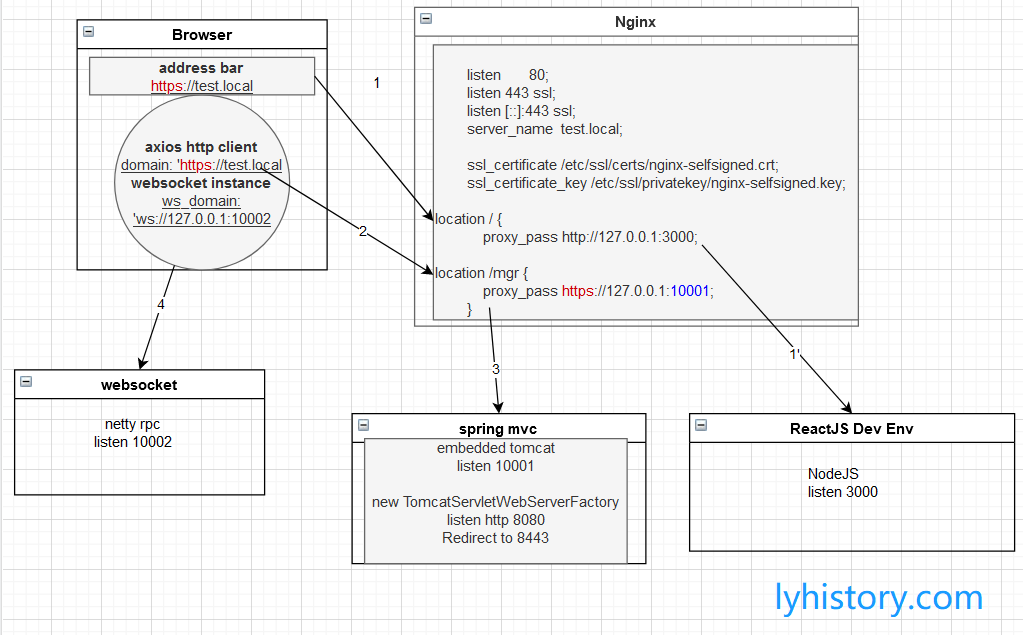 Browser
address bar
https://test.local
axios http client
domain: 'https://test.local
websocket instance
ws_domain:
'ws://127.0.0.1:10002
1
2
4
Nginx
listen 80;
listen 443 ssl;
listen [::]:443 ssl;
server_name test.local;
ssl_certificate /etc/ssl/certs/nginx-selfsigned.crt;
ssl_certificate_key /etc/ssl/privatekey/nginx-selfsigned.key;
location / {
proxy_pass http://127.0.0.1:3000;
location /mgr {
proxy_pass https://127.0.0.1:10001;
}
3
1'
websocket
netty rpc
listen 10002
spring mvc
embedded tomcat
listen 10001
new TomcatServletWebServerFactory
listen http 8080
Redirect to 8443
ReactJS Dev Env
NodeJS
listen 3000
lyhistory.com